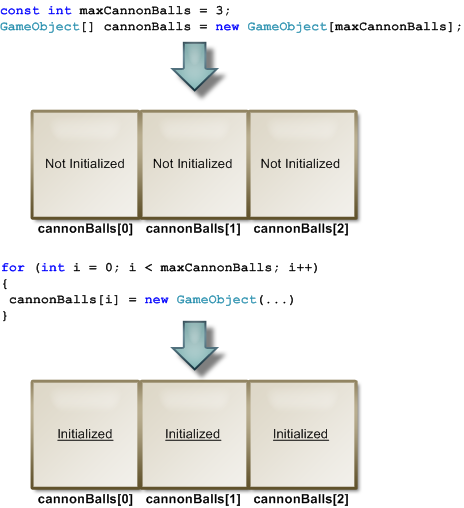 const int maxCannonBalls = 3;
GameObject[] cannonBalls = new GameObject[maxCannonBalls];
Not Initialized Not Initialized Not Initialized
cannonBalls[0] cannonBalls[1] cannonBalls[2]
for (int i = 0; i < maxCannonBalls; i++)
{
cannonBalls[i] = new GameObject(...)
}
Initialized Initialized Initialized
cannonBalls[0] cannonBalls[1] cannonBalls[2]